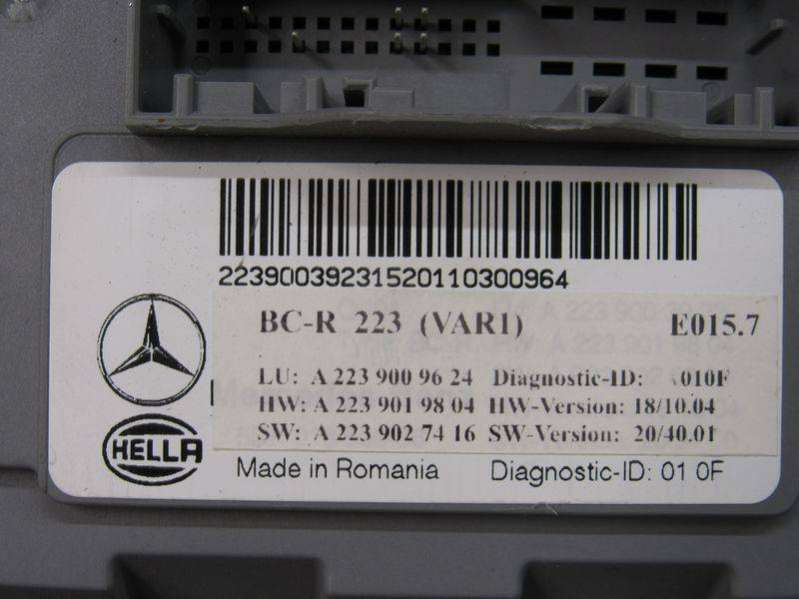 22390039231520110300964
BC-R 223 (VAR1) E015.7
LU: A 223 900 96 24 Diagnostic-ID: 010F
HW: A 223 901 98 04 HW-Version: 18/10.04
SW: A 223 902 74 16 SW-Version: 20/40.01
HELLA
Made in Romania Diagnostic-ID: 01 0F